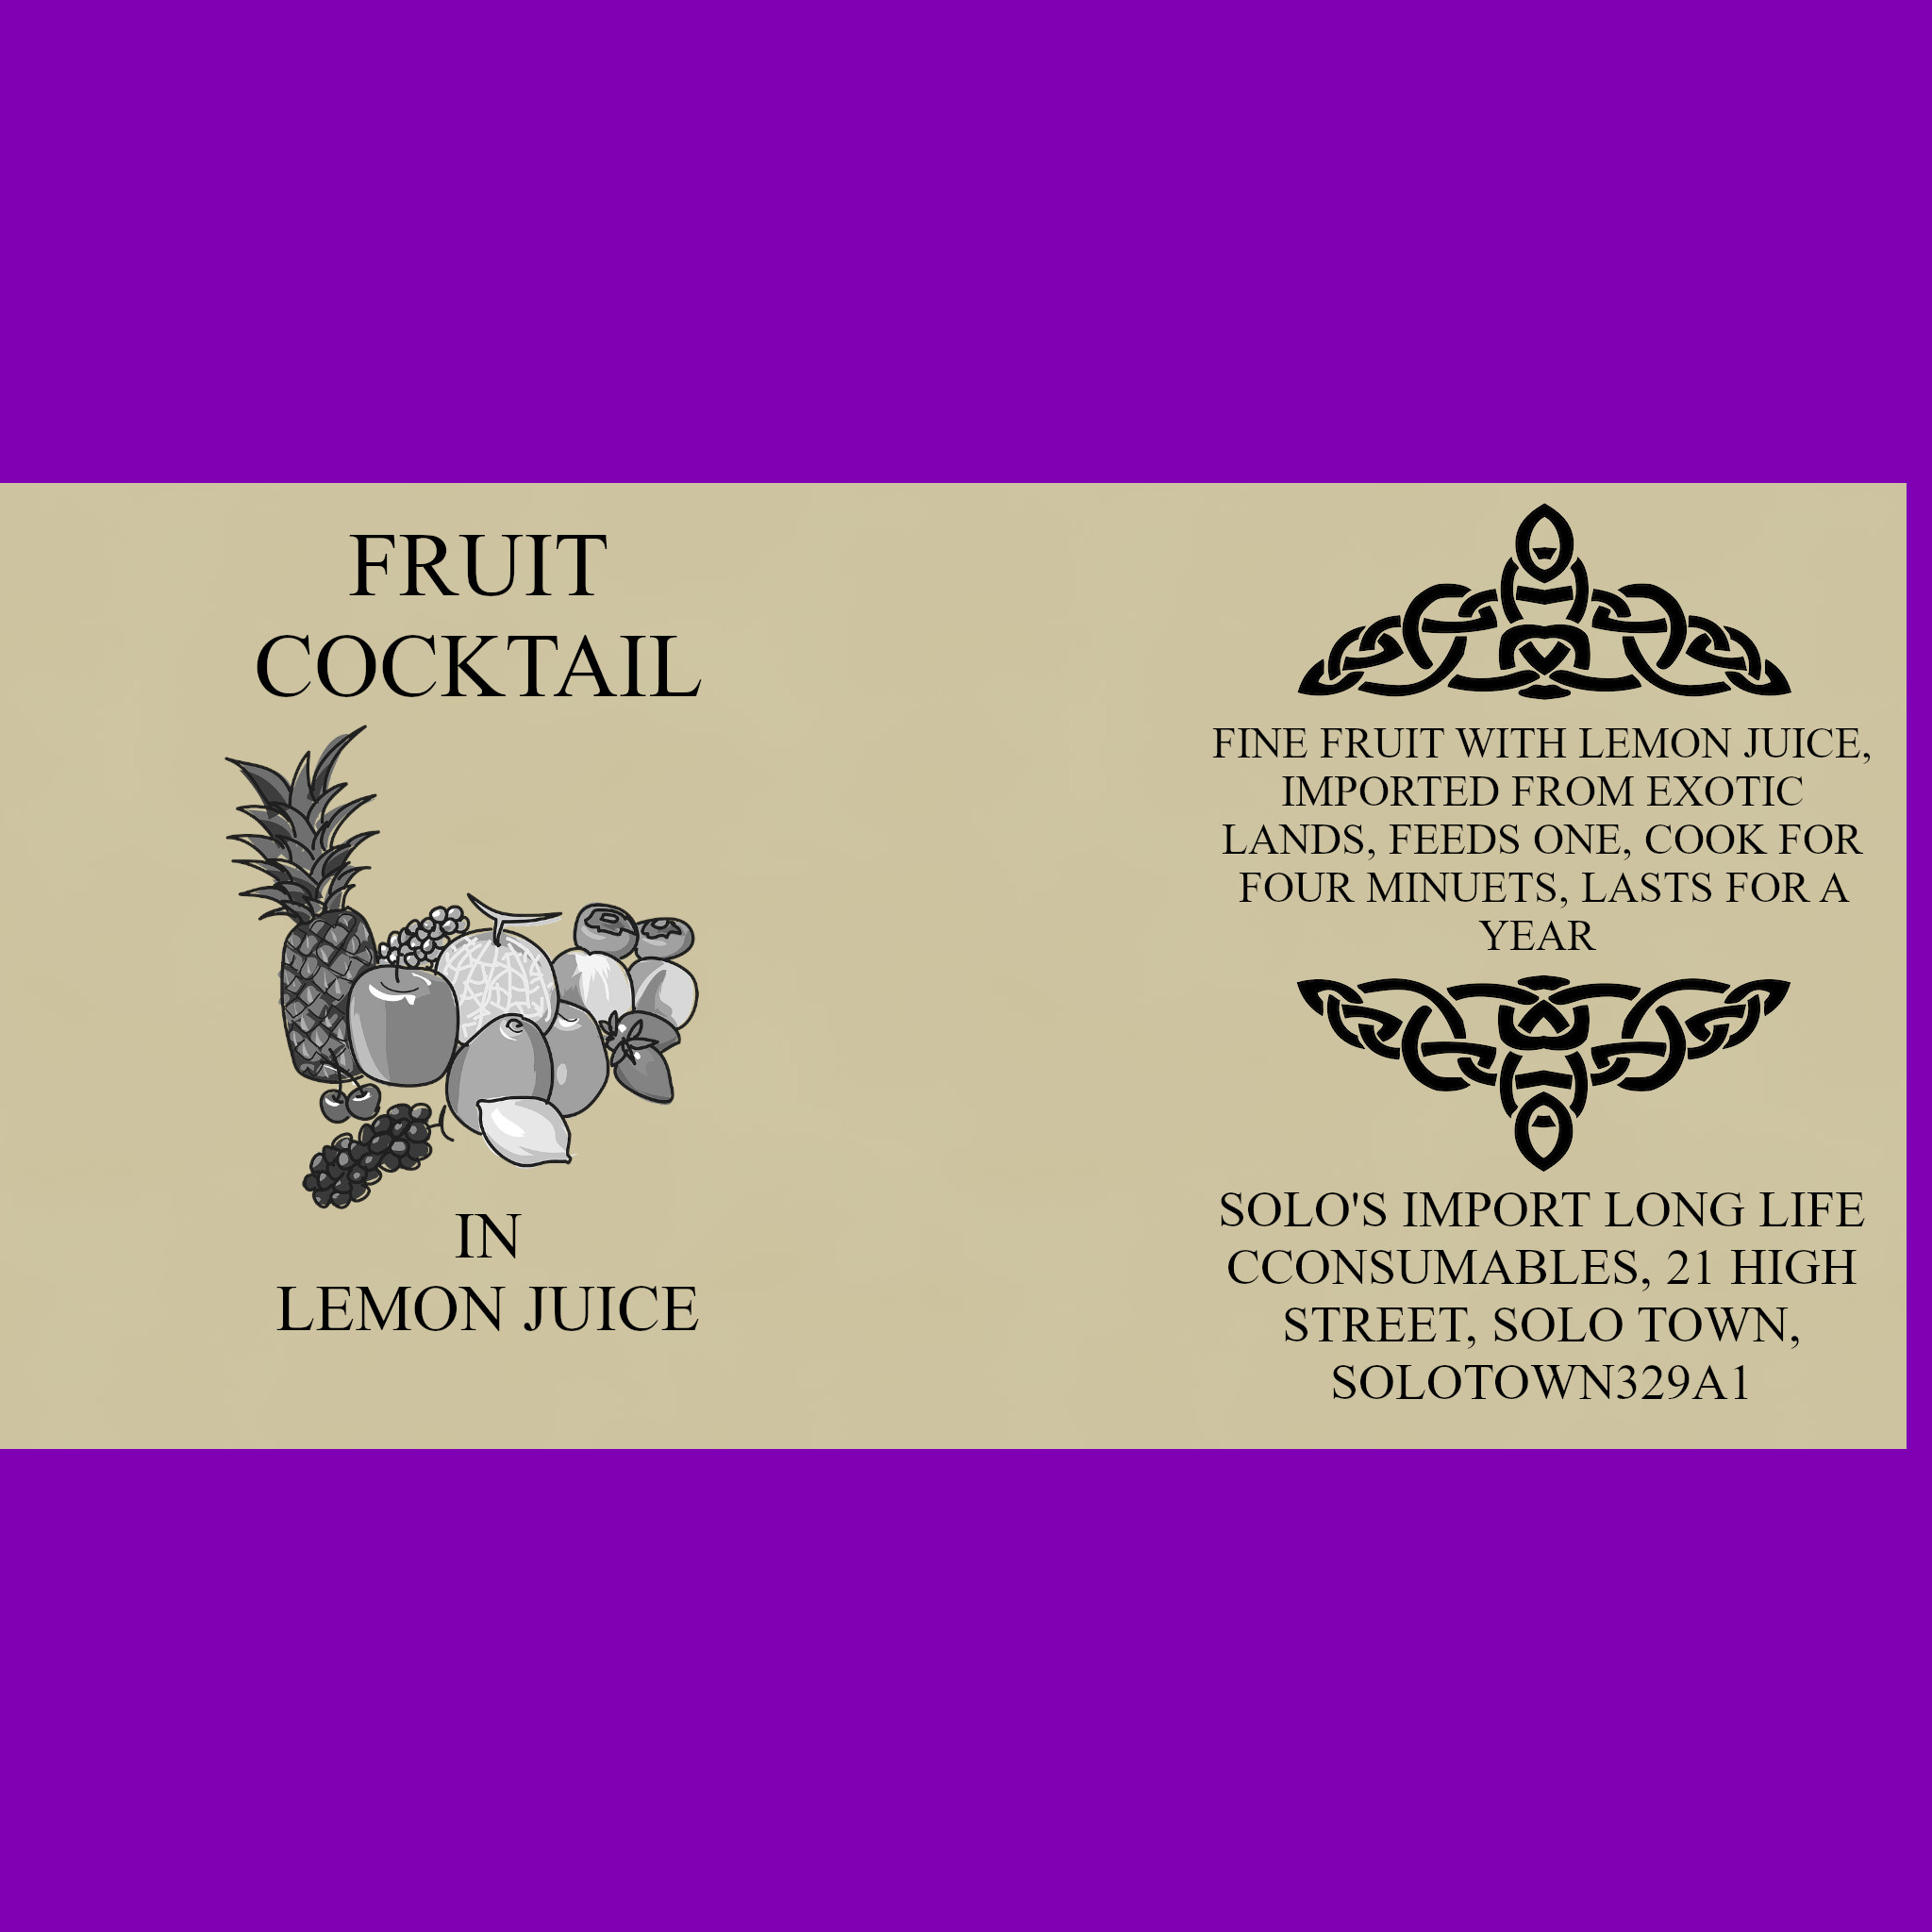 FRUIT
COCKTAIL
IN
LEMON JUICE
FINE FRUIT WITH LEMON JUICE,
IMPORTED FROM EXOTIC
LANDS, FEEDS ONE, COOK FOR
FOUR MINUETS, LASTS FOR A
YEAR
SOLO'S IMPORT LONG LIFE
CCONSUMABLES, 21 HIGH
STREET, SOLO TOWN,
SOLOTOWN329A1